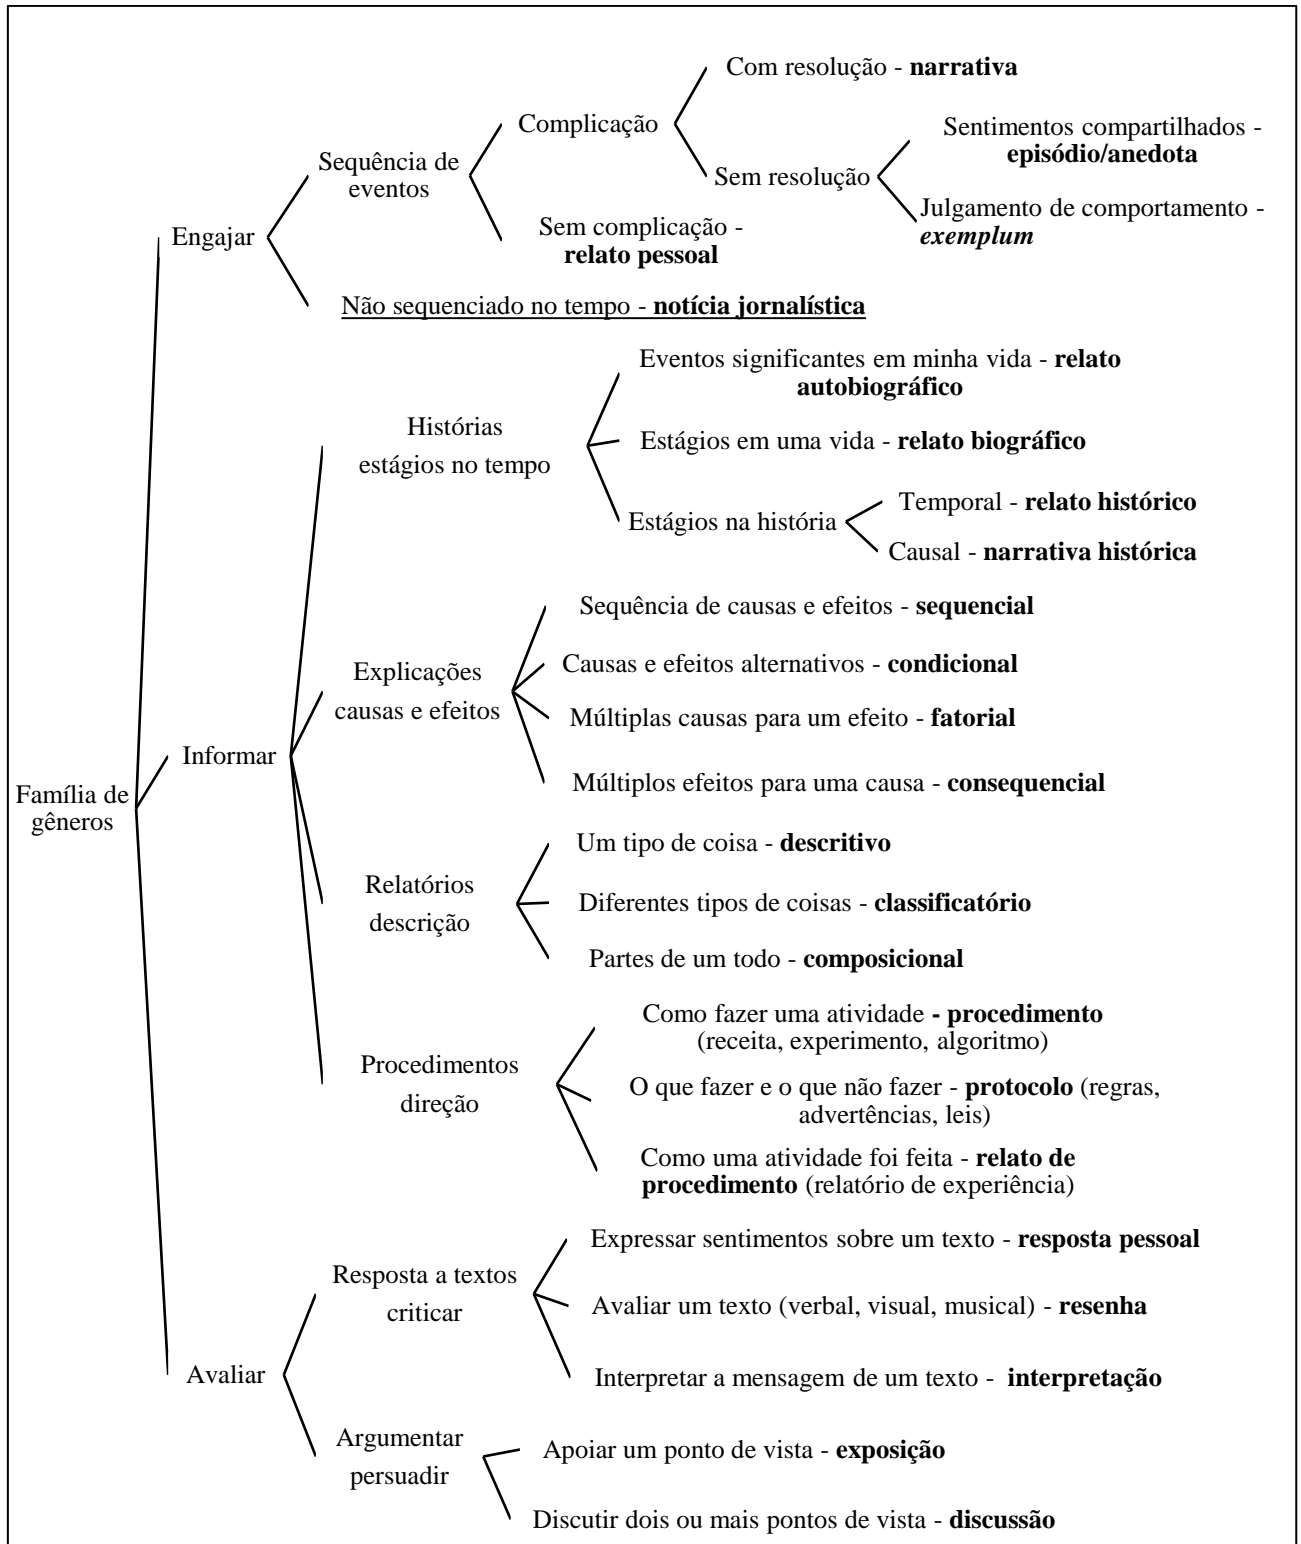 Com resolução - narrativa
Complicação
Sentimentos compartilhados -
episódio/anedota
Sequência de
eventos
Sem resolução
Julgamento de comportamento -
exemplum
Sem complicação -
relato pessoal
Engajar
Não sequenciado no tempo - notícia jornalística
Eventos significantes em minha vida - relato
autobiográfico
Histórias
estágios no tempo
Estágios em uma vida - relato biográfico
Temporal - relato histórico
Estágios na história
Causal - narrativa histórica
Sequência de causas e efeitos - sequencial
Explicações
causas e efeitos
Causas e efeitos alternativos - condicional
Múltiplas causas para um efeito - fatorial
Informar
Múltiplos efeitos para uma causa - consequencial
Família de
gêneros
Um tipo de coisa - descritivo
Relatórios
descrição
Diferentes tipos de coisas - classificatório
Partes de um todo - composicional
Como fazer uma atividade - procedimento
(receita, experimento, algoritmo)
Procedimentos
direção
O que fazer e o que não fazer - protocolo (regras,
advertências, leis)
Como uma atividade foi feita - relato de
procedimento (relatório de experiência)
Expressar sentimentos sobre um texto - resposta pessoal
Resposta a textos
criticar
Avaliar um texto (verbal, visual, musical) - resenha
Avaliar
Interpretar a mensagem de um texto - interpretação
Argumentar
persuadir
Apoiar um ponto de vista - exposição
Discutir dois ou mais pontos de vista - discussão